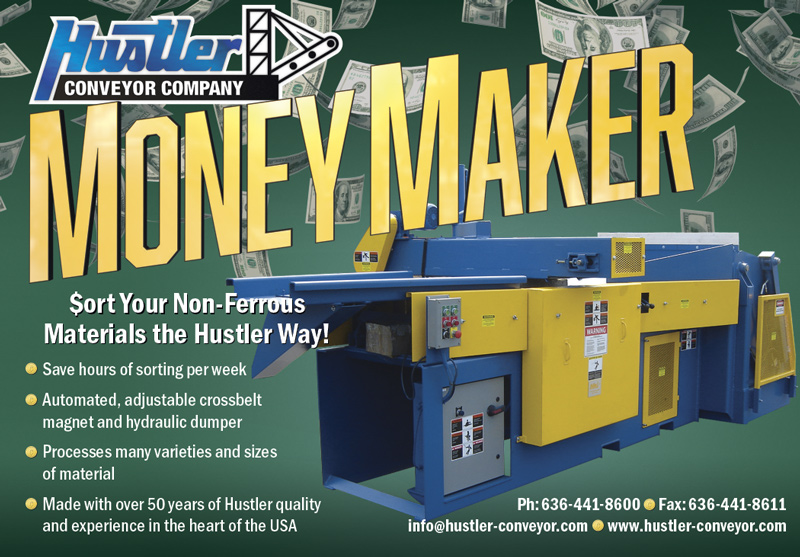 Hustler
CONVEYOR COMPANY
MONEYMAKER
$ort Your Non-Ferrous
Materials the Hustler Way!
Save hours of sorting per week
Automated, adjustable crossbelt
magnet and hydraulic dumper
Processes many varieties and sizes
of material
Made with over 50 years of Hustler quality
and experience in the heart of the USA
WARNING
Ph: 636-441-8600 Fax: 636-441-8611
info@hustler-conveyor.com www.hustler-conveyor.com